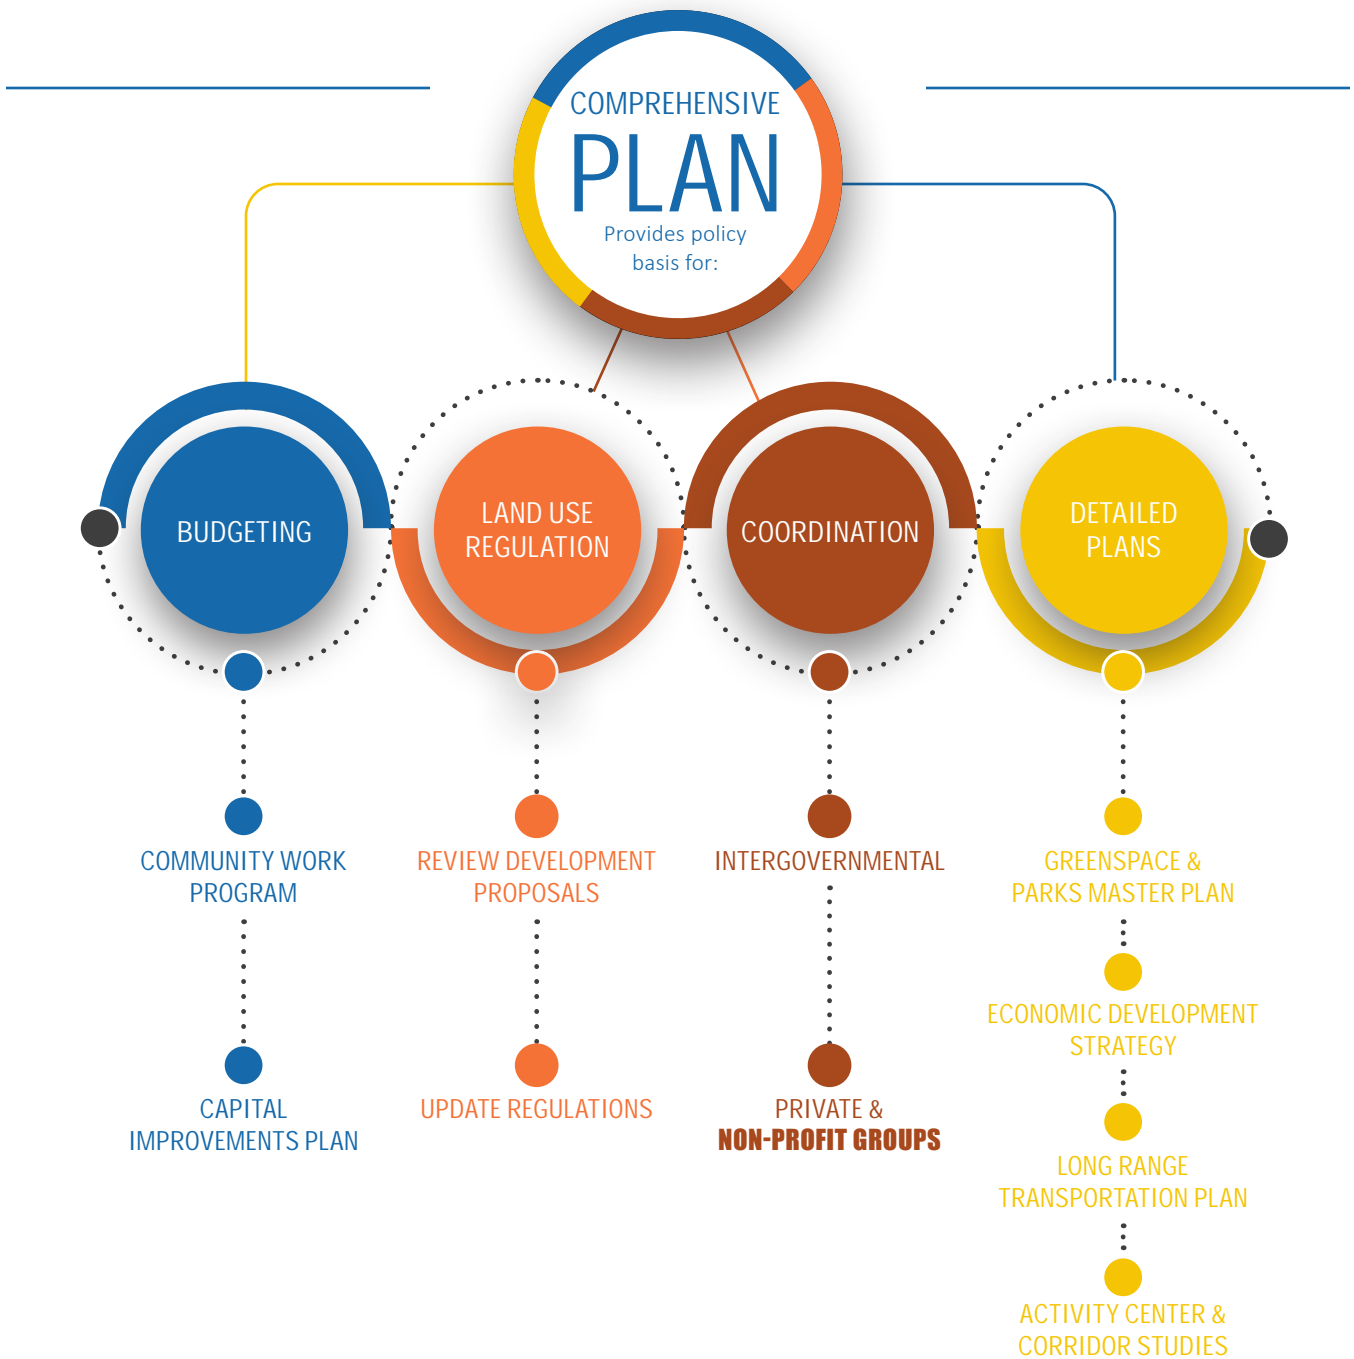 COMPREHENSIVE
PLAN
Provides policy
basis for:
BUDGETING
LAND USE
REGULATION
COORDINATION
DETAILED
PLANS
COMMUNITY WORK
PROGRAM
CAPITAL
IMPROVEMENTS PLAN
REVIEW DEVELOPMENT
PROPOSALS
UPDATE REGULATIONS
INTERGOVERNMENTAL
PRIVATE &
NON-PROFIT GROUPS
GREENSPACE &
PARKS MASTER PLAN
ECONOMIC DEVELOPMENT
STRATEGY
LONG RANGE
TRANSPORTATION PLAN
ACTIVITY CENTER &
CORRIDOR STUDIES